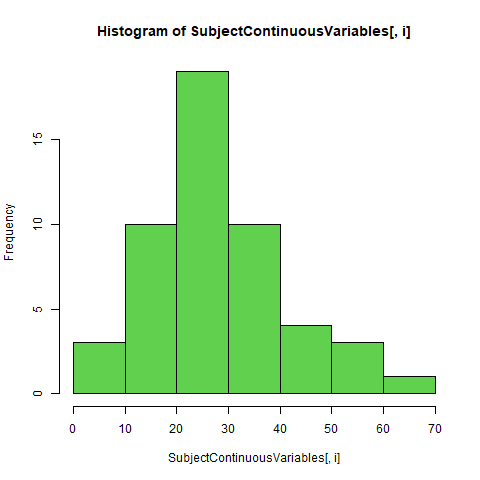 Histogram of SubjectContinuousVariables[, i]
Frequency
15
10
5
0
0 10 20 30 40 50 60 70
SubjectContinuousVariables[, i]